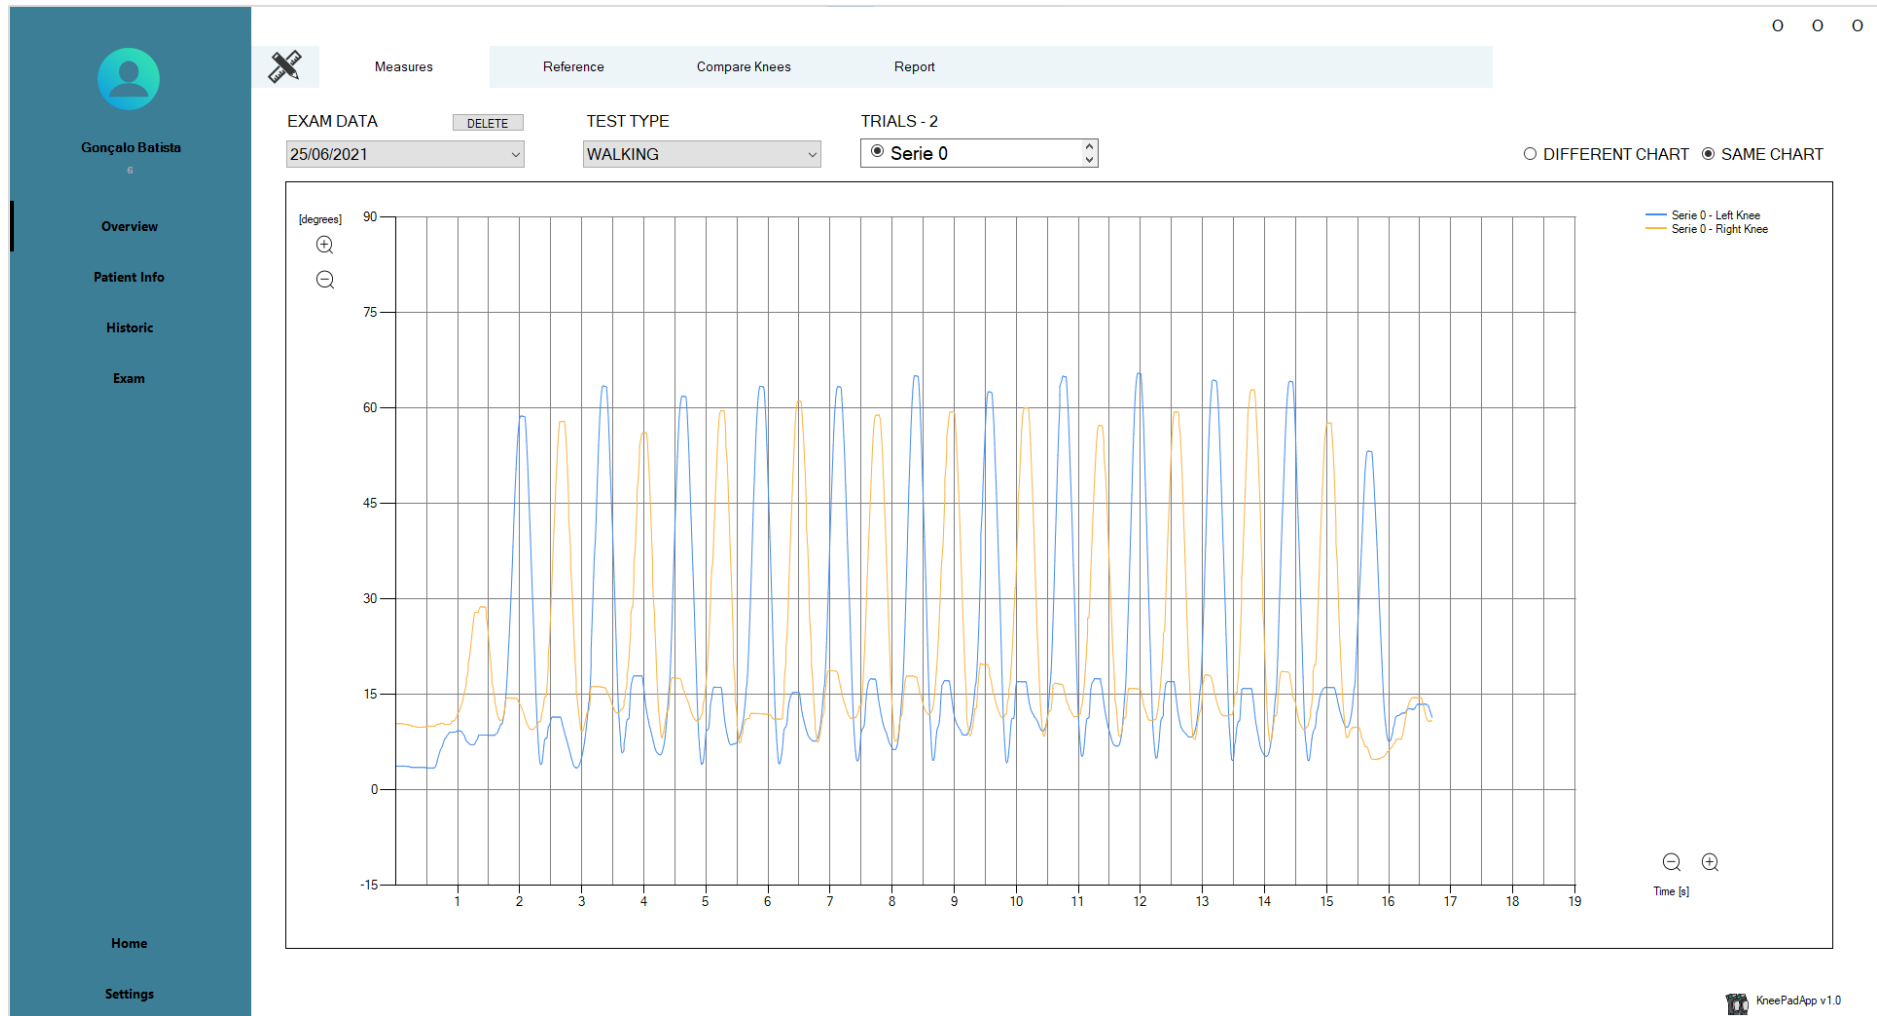 O O O
Measures Reference Compare Knees Report
Gonçalo Batista
6
Overview
Patient Info
Historic
Exam
Home
Settings
EXAM DATA DELETE TEST TYPE TRIALS - 2
25/06/2021 WALKING Serie 0 DIFFERENT CHART SAME CHART
[degrees]
90
75
60
45
30
15
0
-15
1 2 3 4 5 6 7 8 9 10 11 12 13 14 15 16 17 18 19
Serie 0 - Left Knee
Serie 0 - Right Knee
Time [s]
KneePadApp v1.0